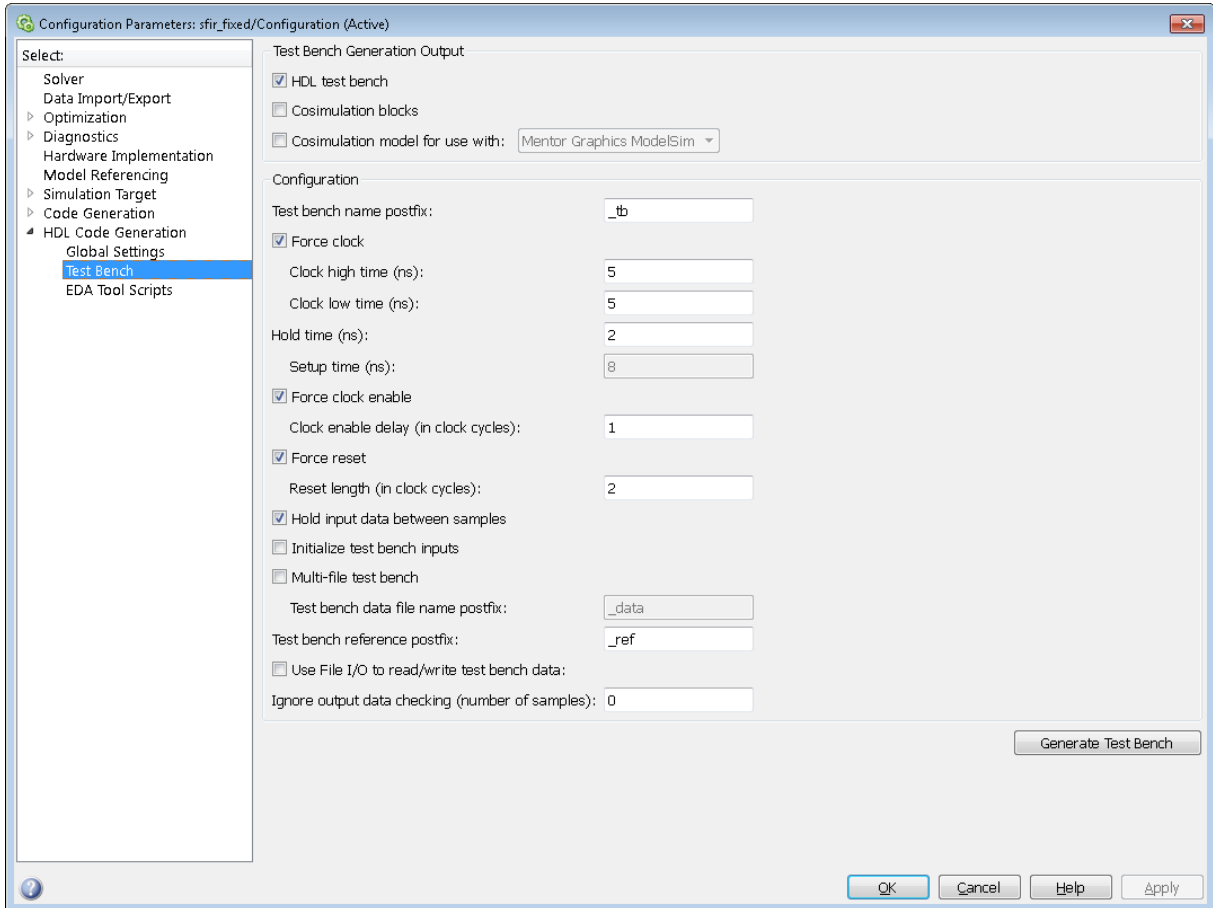 Configuration Parameters: sfir_fixed/Configuration (Active)
Select:
Solver
Data Import/Export
Optimization
Diagnostics
Hardware Implementation
Model Referencing
Simulation Target
Code Generation
HDL Code Generation
Global Settings
Test Bench
EDA Tool Scripts
Test Bench Generation Output
HDL test bench
Cosimulation blocks
Cosimulation model for use with: Mentor Graphics ModelSim
Configuration
Test bench name postfix: _tb
Force clock
Clock high time (ns): 5
Clock low time (ns): 5
Hold time (ns): 2
Setup time (ns): 8
Force clock enable
Clock enable delay (in clock cycles): 1
Force reset
Reset length (in clock cycles): 2
Hold input data between samples
Initialize test bench inputs
Multi-file test bench
Test bench data file name postfix: _data
Test bench reference postfix: _ref
Use File I/O to read/write test bench data:
Ignore output data checking (number of samples): 0
Generate Test Bench
OK Cancel Help Apply